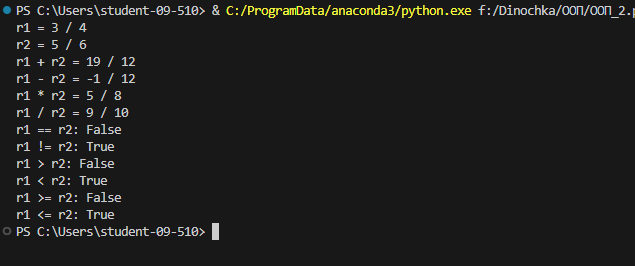 PS C:\Users\student-09-510> & C:/ProgramData/anaconda3/python.exe f:/Dinochka/ООП/ООП_2.p
r1 = 3 / 4
r2 = 5 / 6
r1 + r2 = 19 / 12
r1 - r2 = -1 / 12
r1 * r2 = 5 / 8
r1 / r2 = 9 / 10
r1 == r2: False
r1 != r2: True
r1 > r2: False
r1 < r2: True
r1 >= r2: False
r1 <= r2: True
PS C:\Users\student-09-510>